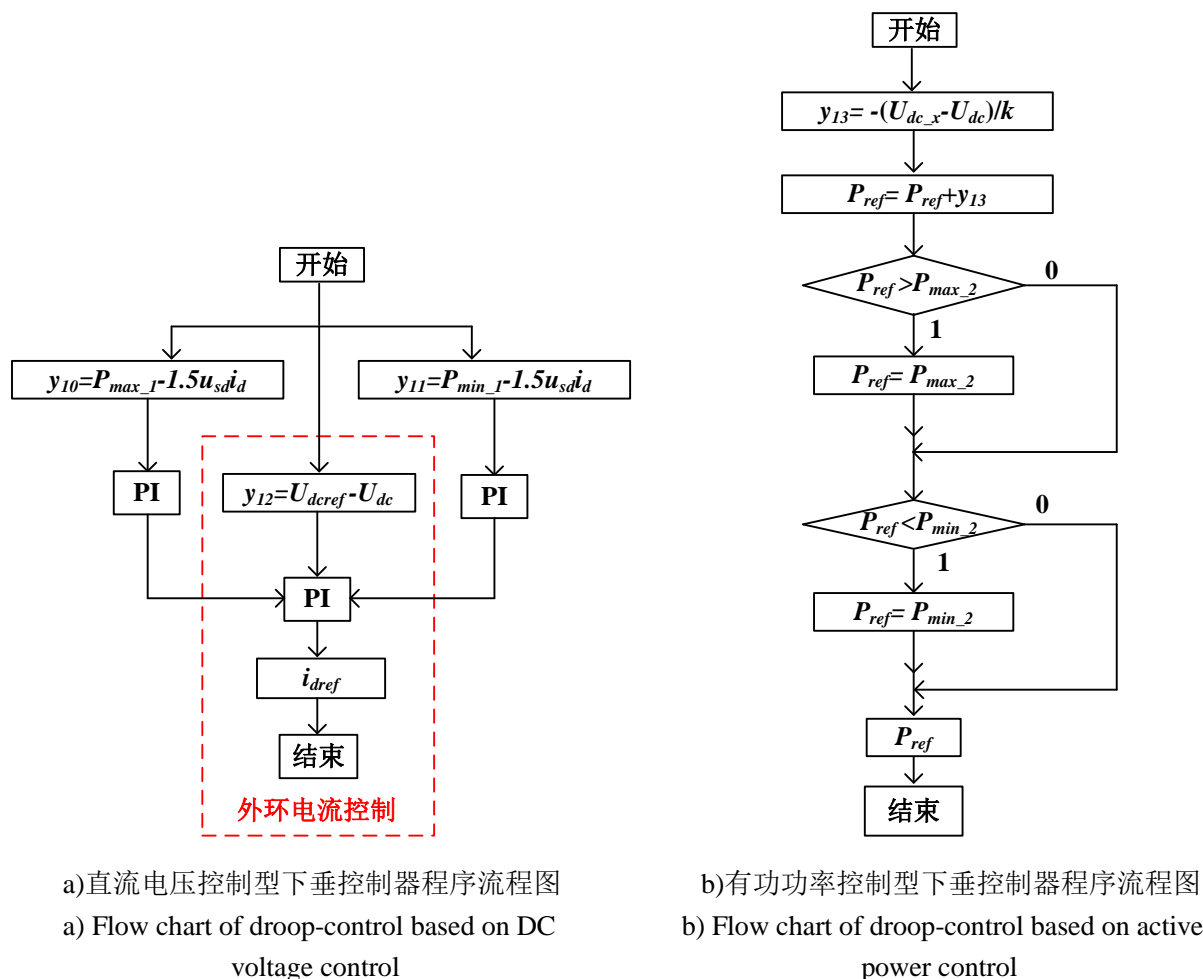 开始
y10=Pmax_1-1.5usdid
y11=Pmin_1-1.5usdid
PI
y12=Udcref-Udc
PI
PI
idref
结束
外环电流控制
a)直流电压控制型下垂控制器程序流程图
a) Flow chart of droop-control based on DC
voltage control
开始
y13= -(Udc_x-Udc)/k
Pref= Pref+y13
Pref >Pmax_2
0
1
Pref= Pmax_2
Pref <Pmin_2
0
1
Pref= Pmin_2
Pref
结束
b)有功功率控制型下垂控制器程序流程图
b) Flow chart of droop-control based on active
power control